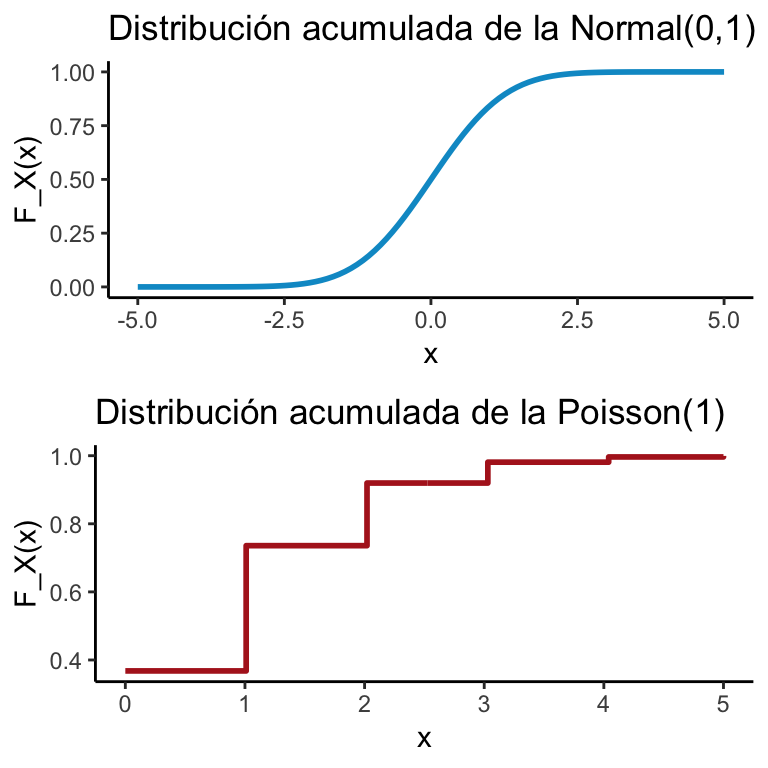 Distribución acumulada de la Normal(0,1)
1.00
0.75
0.50
0.25
0.00
F_X(x)
-5.0 -2.5 0.0 2.5 5.0
x
Distribución acumulada de la Poisson(1)
1.0
0.8
0.6
0.4
F_X(x)
0 1 2 3 4 5
x